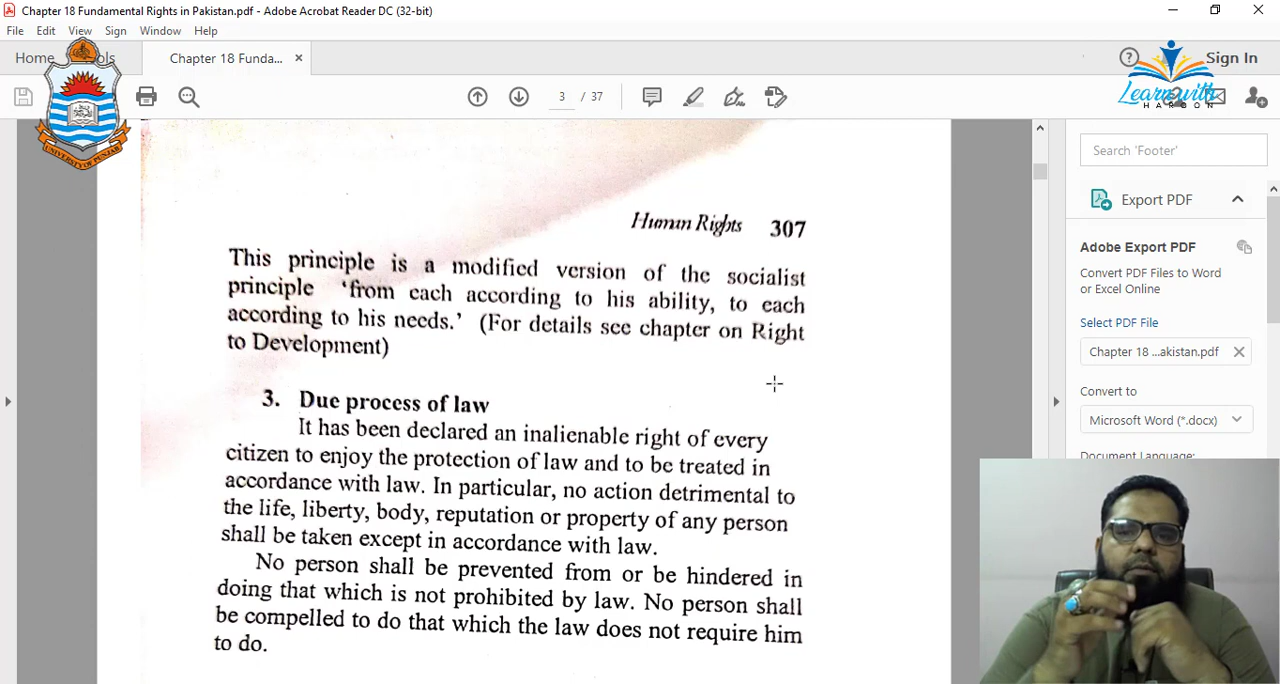 Chapter 18 Fundamental Rights in Pakistan.pdf - Adobe Acrobat Reader DC (32-bit)
File Edit View Sign Window Help
Home
Chapter 18 Funda...
Sign In
3 / 37
UNIVERSITY OF PUNJAB
Learn with
HAROON
Search 'Footer'
Export PDF
Adobe Export PDF
Convert PDF Files to Word
or Excel Online
Select PDF File
Chapter 18 ...akistan.pdf
Convert to
Microsoft Word (*.docx)
Document Language:
Human Rights 307
This principle is a modified version of the socialist
principle 'from each according to his ability, to each
according to his needs.' (For details see chapter on Right
to Development)
3. Due process of law
It has been declared an inalienable right of every
citizen to enjoy the protection of law and to be treated in
accordance with law. In particular, no action detrimental to
the life, liberty, body, reputation or property of any person
shall be taken except in accordance with law.
No person shall be prevented from or be hindered in
doing that which is not prohibited by law. No person shall
be compelled to do that which the law does not require him
to do.